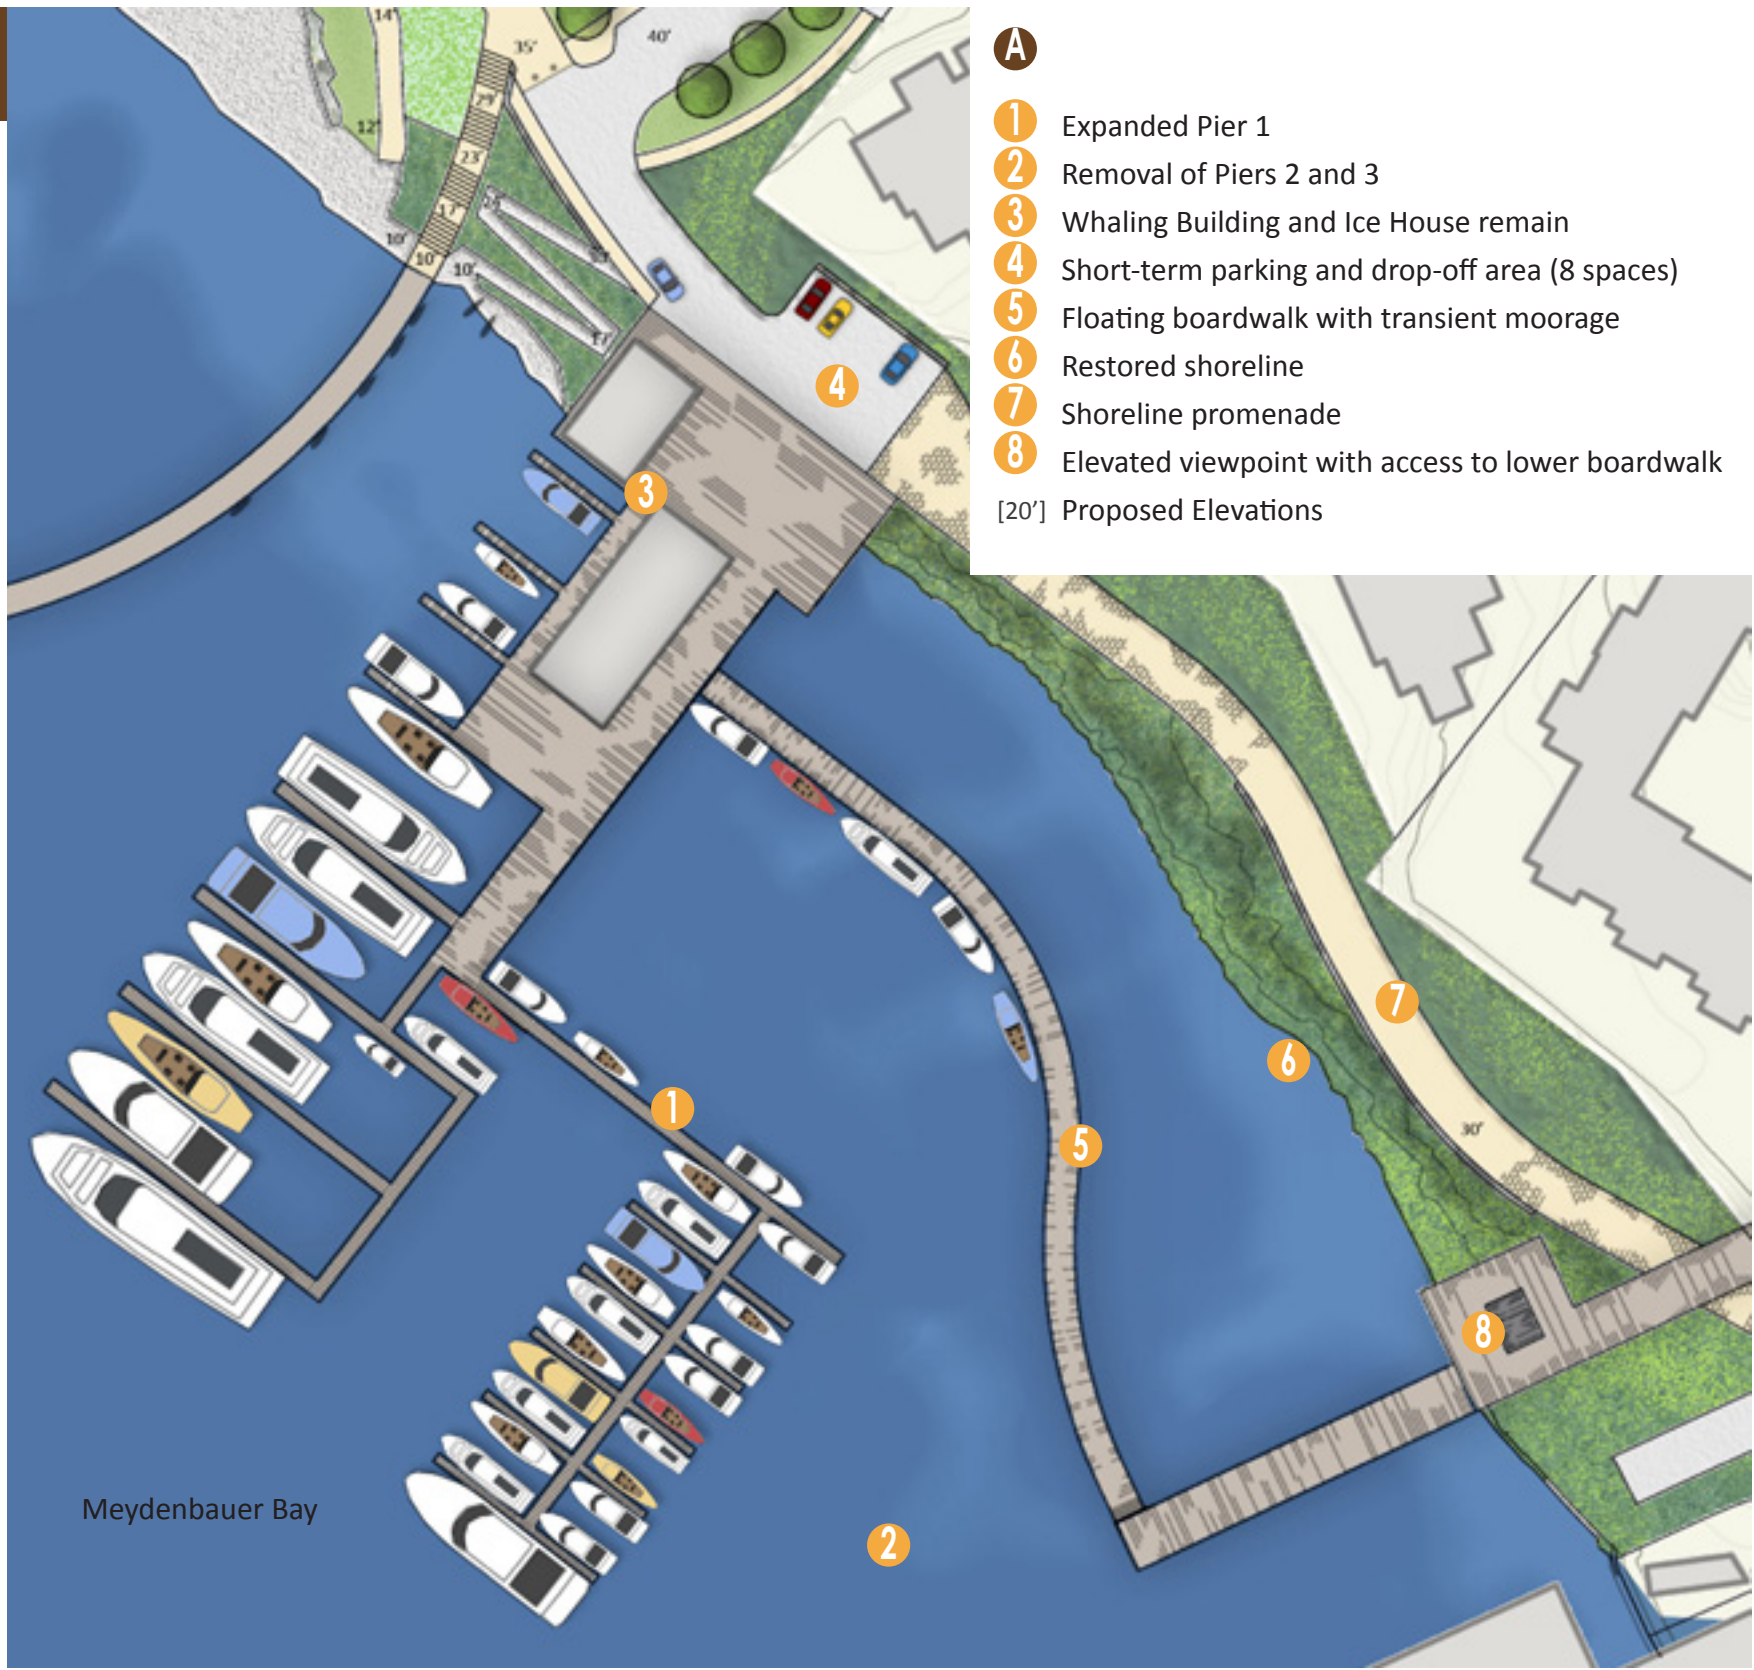 A
1 Expanded Pier 1
2 Removal of Piers 2 and 3
3 Whaling Building and Ice House remain
4 Short-term parking and drop-off area (8 spaces)
5 Floating boardwalk with transient moorage
6 Restored shoreline
7 Shoreline promenade
8 Elevated viewpoint with access to lower boardwalk
[20'] Proposed Elevations
14'
35'
40'
12'
23'
10'
10'
10'
17'
4
3
7
6
1
5
30'
8
Meydenbauer Bay
2